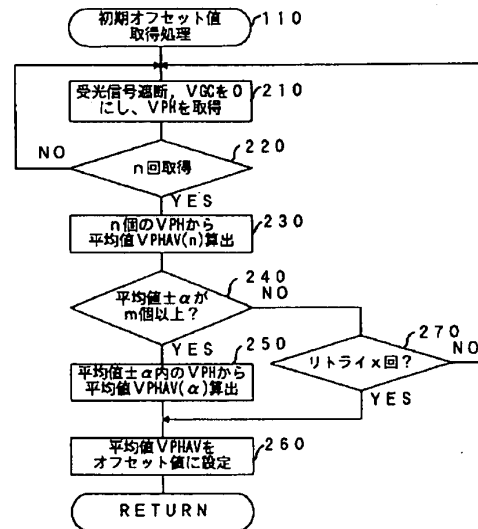 初期オフセット値
取得処理
110
受光信号遮断, VGCを0
にし、VPHを取得
210
NO
220
n回取得
YES
n個のVPHから
平均値VPHAV(n)算出
230
240
平均値±αが
m個以上?
NO
YES
250
270
リトライx回?
NO
平均値±α内のVPHから
平均値VPHAV(α)算出
YES
平均値VPHAVを
オフセット値に設定
260
RETURN